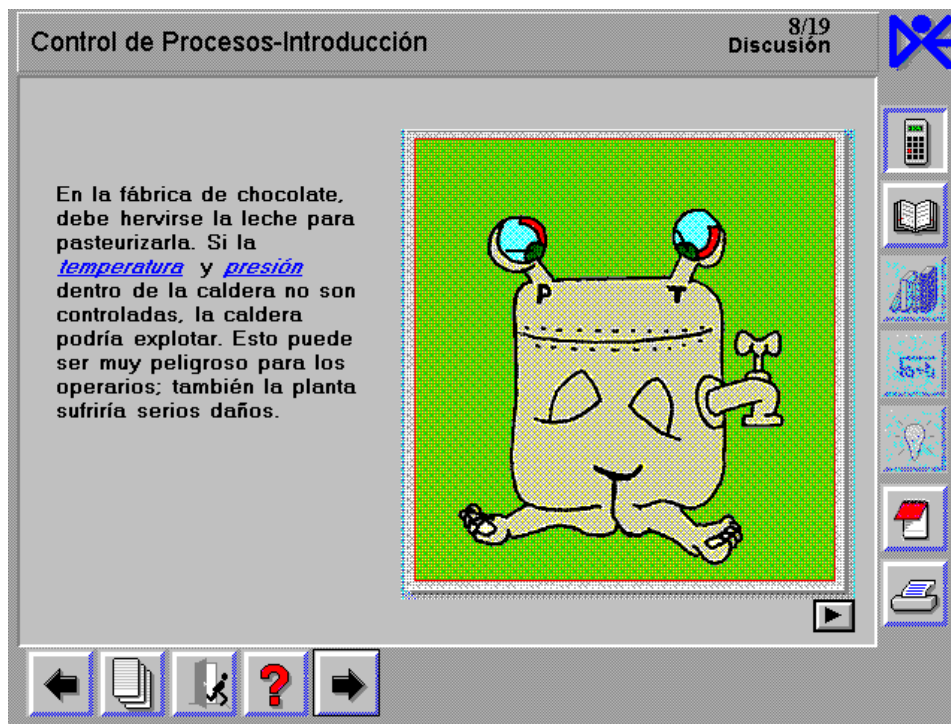 Control de Procesos-Introducción
8/19
Discusión
En la fábrica de chocolate,
debe hervirse la leche para
pasteurizarla. Si la
temperatura y presión
dentro de la caldera no son
controladas, la caldera
podría explotar. Esto puede
ser muy peligroso para los
operarios; también la planta
sufriría serios daños.
P T
?